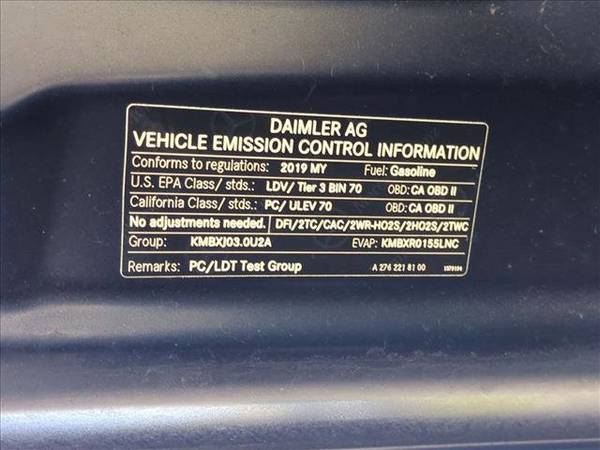 DAIMLER AG
VEHICLE EMISSION CONTROL INFORMATION
Conforms to regulations: 2019 MY Fuel: Gasoline
U.S. EPA Class/ stds.: LDV/ Tier 3 BIN 70 OBD: CA OBD II
California Class/ stds.: PC/ ULEV 70 OBD: CA OBD II
No adjustments needed. DFI/2TC/CAC/2WR-HO2S/2HO2S/2TWC
Group: KMBXJ03.0U2A EVAP: KMBXR0155LNC
Remarks: PC/LDT Test Group A 276 221 81 00